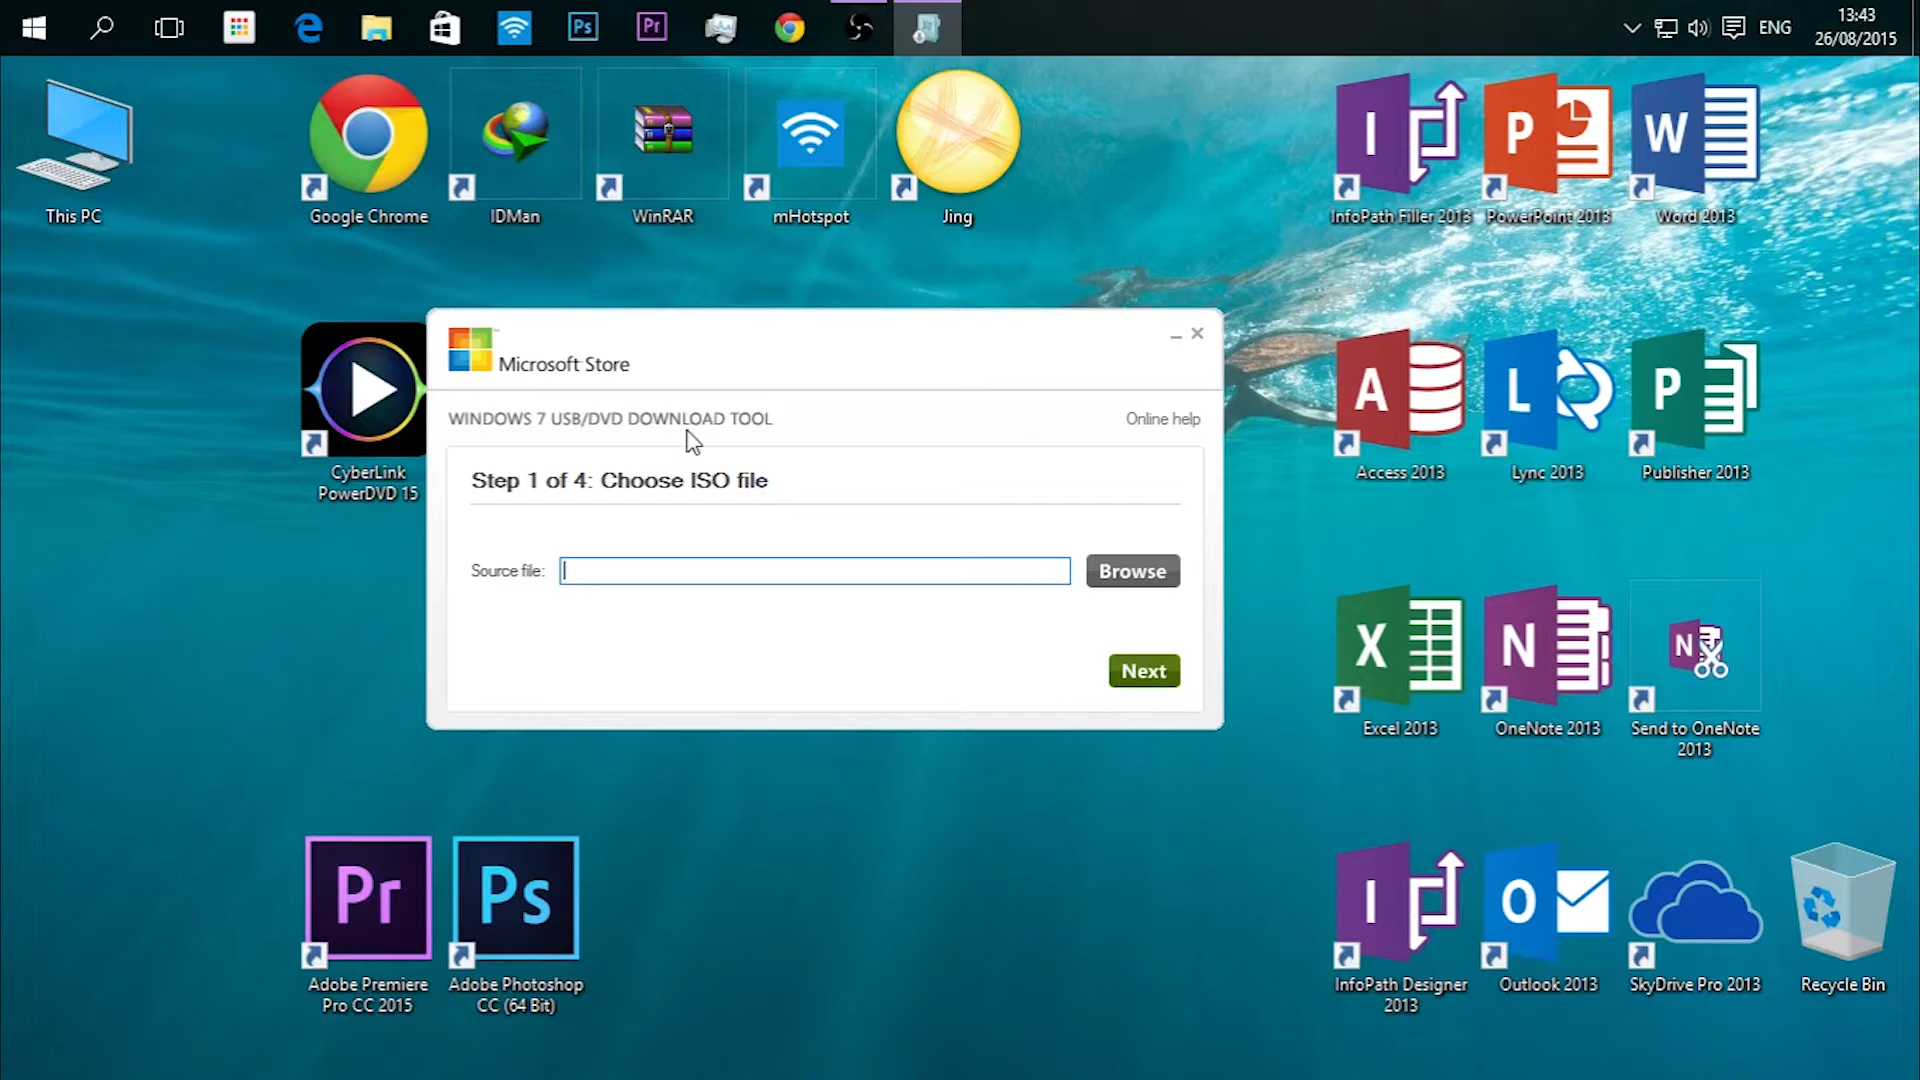 Ps
Pr
ENG
13:43
26/08/2015
This PC
Google Chrome
IDMan
WinRAR
mHotspot
Jing
I
InfoPath Filler 2013
P
PowerPoint 2013
W
Word 2013
CyberLink
PowerDVD 15
Microsoft Store
WINDOWS 7 USB/DVD DOWNLOAD TOOL
Online help
Step 1 of 4: Choose ISO file
Source file:
Browse
Next
A
Access 2013
L
Lync 2013
P
Publisher 2013
X
Excel 2013
N
OneNote 2013
N
Send to OneNote
2013
Pr
Adobe Premiere
Pro CC 2015
Ps
Adobe Photoshop
CC (64 Bit)
I
InfoPath Designer
2013
O
Outlook 2013
SkyDrive Pro 2013
Recycle Bin